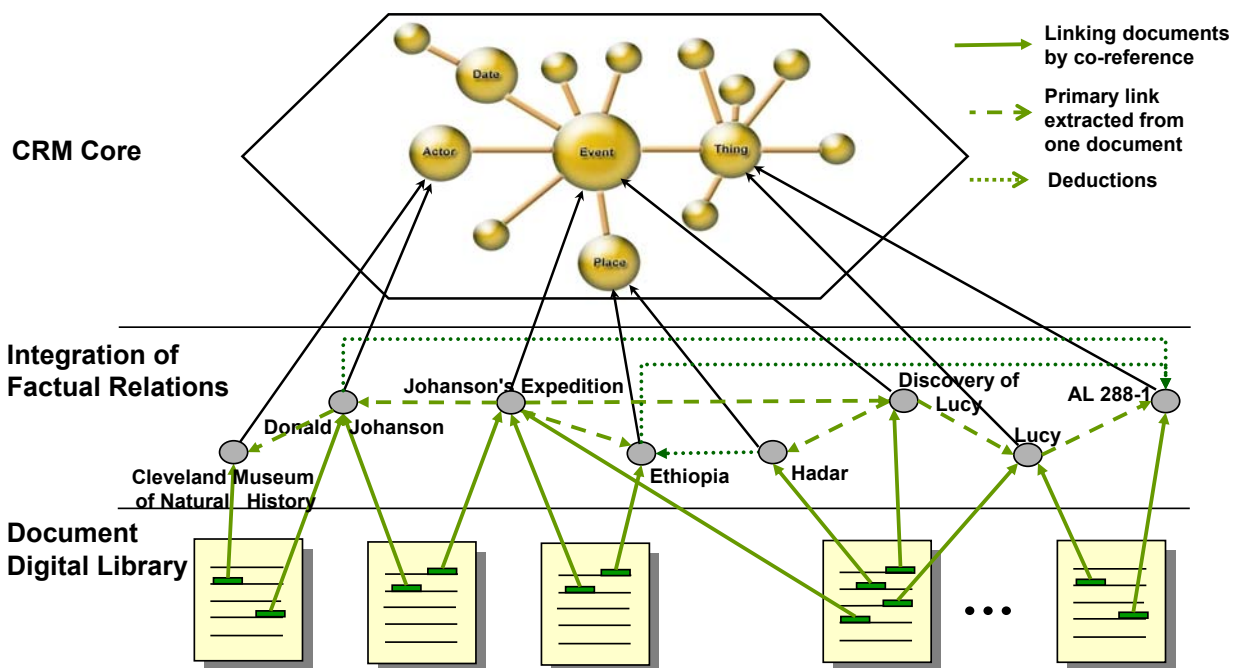 Linking documents
by co-reference
Primary link
extracted from
one document
Deductions
CRM Core
Date
Actor
Event
Thing
Place
Integration of
Factual Relations
Johanson's Expedition
Discovery of
Lucy
AL 288-1
Donald Johanson
Lucy
Cleveland Museum
of Natural History
Ethiopia
Hadar
Document
Digital Library